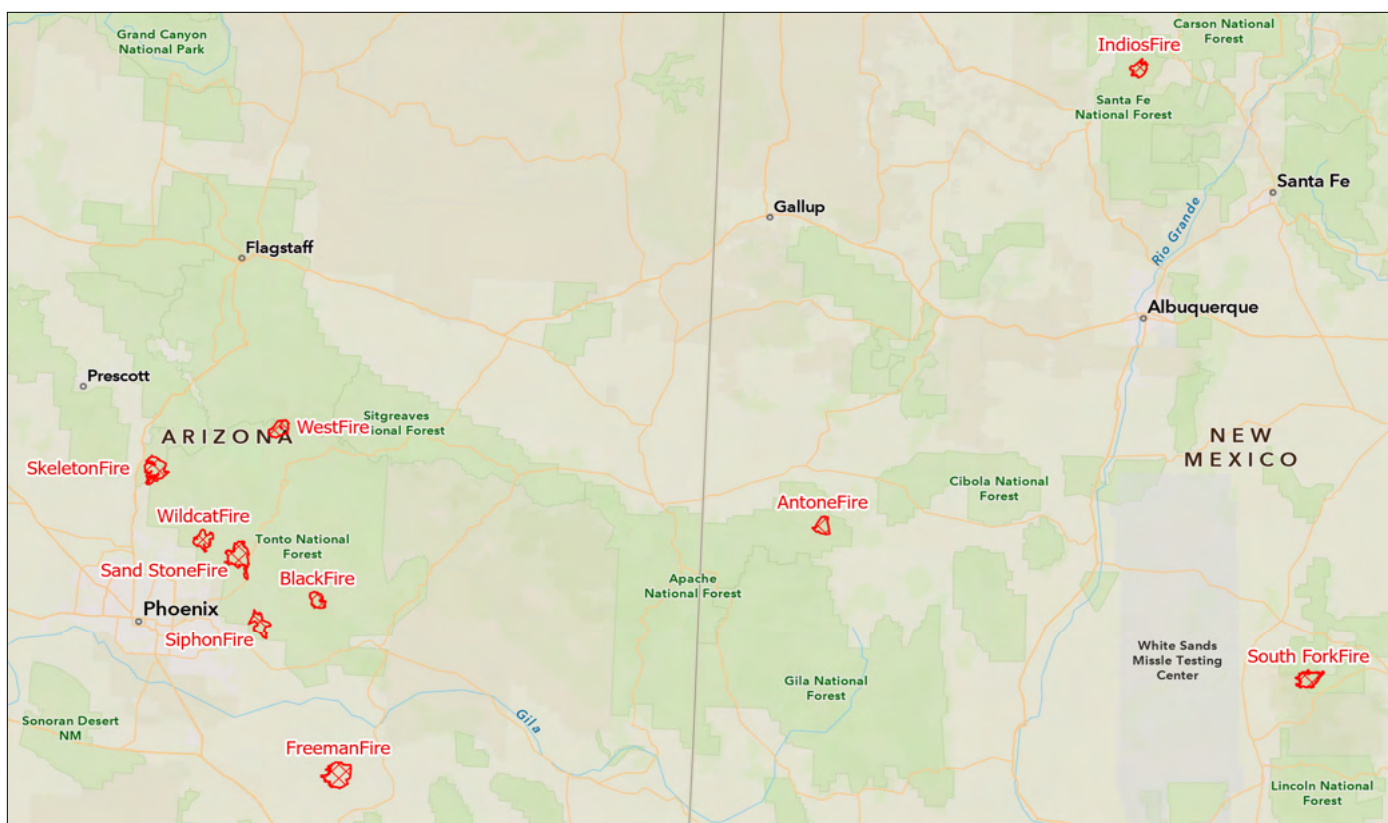 Grand Canyon
National Park
Carson National
Forest
IndiosFire
Santa Fe
National Forest
Santa Fe
Gallup
Rio Grande
Flagstaff
Albuquerque
Prescott
Sitgreaves
ional Forest
WestFire
ARIZONA
NEW
MEXICO
SkeletonFire
Cibola National
Forest
AntoneFire
WildcatFire
Tonto National
Forest
Sand StoneFire
BlackFire
Apache
National Forest
Phoenix
SiphonFire
White Sands
Missle Testing
Center
South ForkFire
Gila National
Forest
Sonoran Desert
NM
Gila
FreemanFire
Lincoln National
Forest